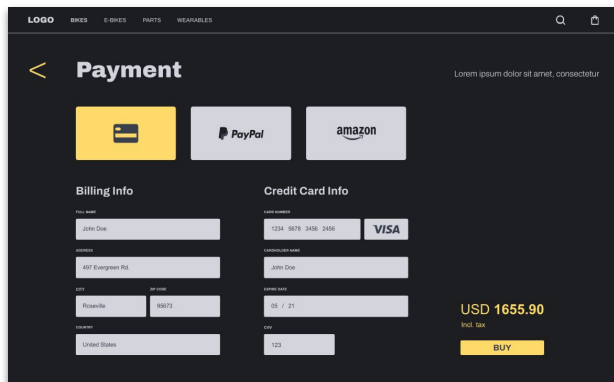 LOGO BIKES E-BIKES PARTS WEARABLES
< Payment
Lorem ipsum dolor sit amet, consectetur
PayPal
amazon
Billing Info
FULL NAME
John Doe
ADDRESS
497 Evergreen Rd.
CITY ZIP CODE
Roseville 95673
COUNTRY
United States
Credit Card Info
CARD NUMBER
1234 5678 3456 2456 VISA
CARDHOLDER NAME
John Doe
EXPIRE DATE
05 / 21
CVV
123
USD 1655.90
Incl. tax
BUY